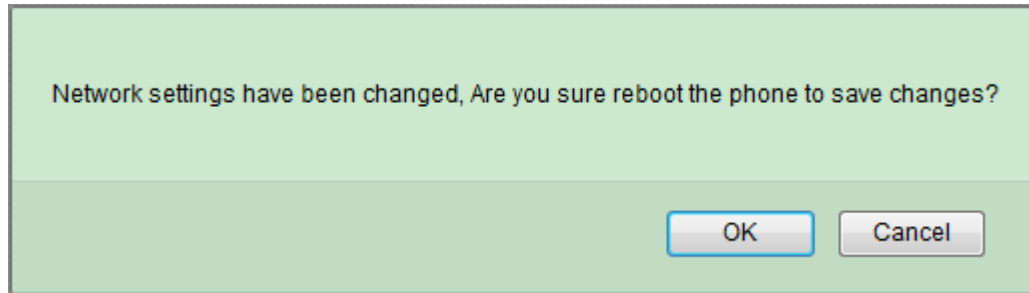 Network settings have been changed, Are you sure reboot the phone to save changes?
OK Cancel